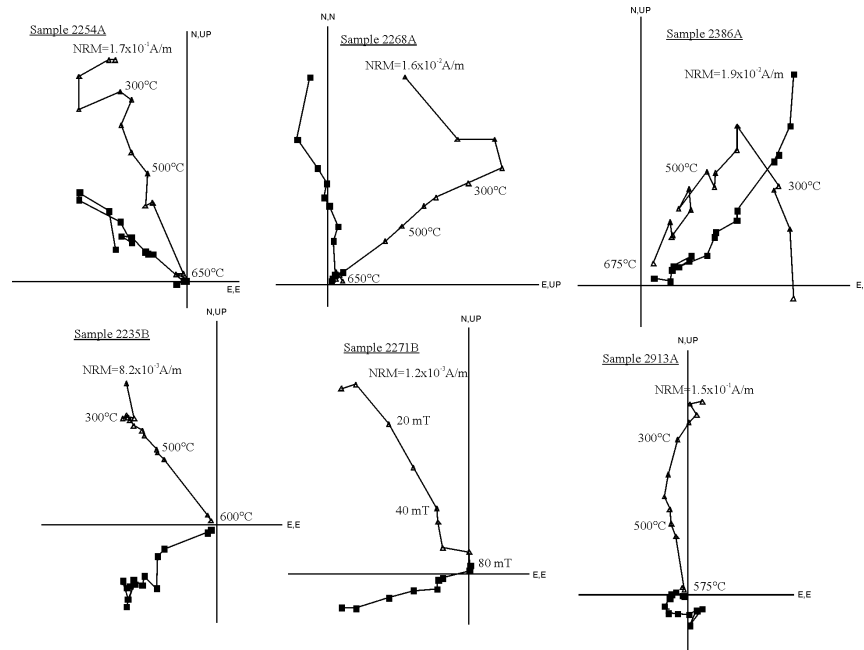 Sample 2254A
N,UP
NRM=1.7x10⁻¹A/m
300°C
500°C
650°C
E,E
N,N
Sample 2268A
NRM=1.6x10⁻²A/m
300°C
500°C
650°C
E,UP
N,UP
Sample 2386A
NRM=1.9x10⁻²A/m
500°C
300°C
675°C
E,
N,UP
Sample 2235B
NRM=8.2x10⁻³A/m
300°C
500°C
600°C
E,E
N,UP
Sample 2271B
NRM=1.2x10⁻³A/m
20 mT
40 mT
80 mT
E,E
N,UP
Sample 2913A
NRM=1.5x10⁻¹A/m
300°C
500°C
575°C
E,E